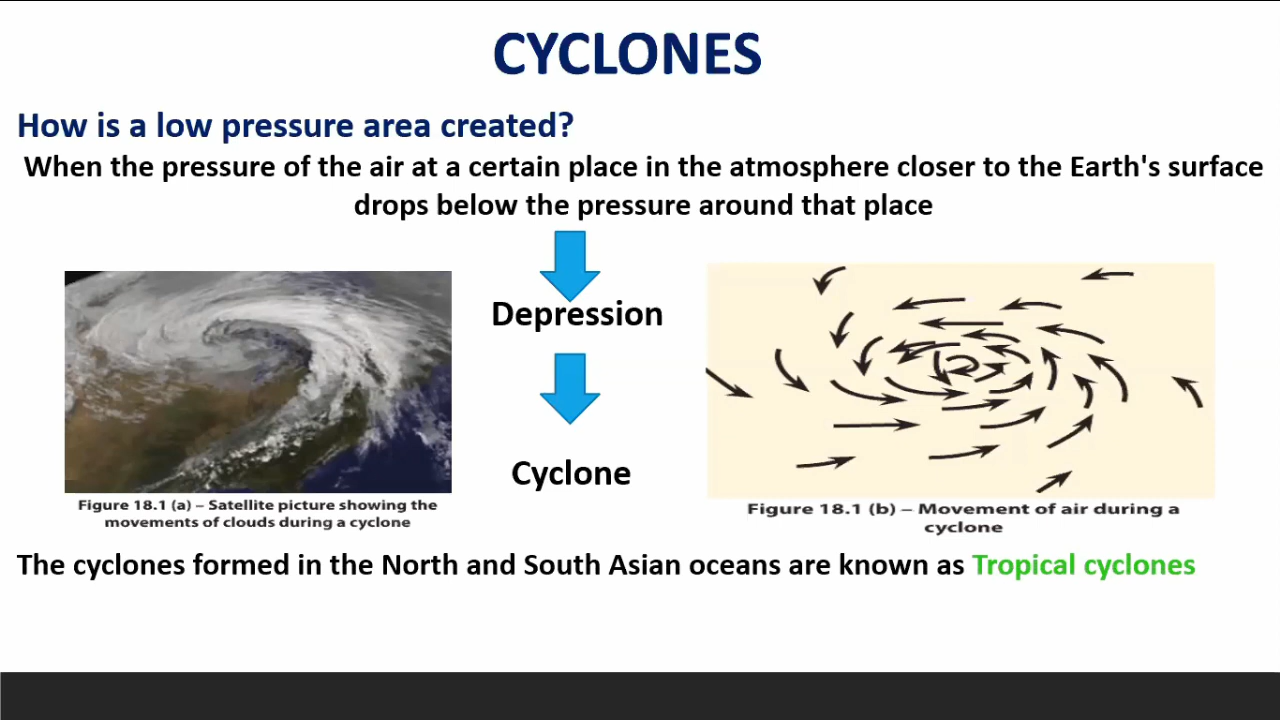 CYCLONES
How is a low pressure area created?
When the pressure of the air at a certain place in the atmosphere closer to the Earth's surface
drops below the pressure around that place
Depression
Cyclone
Figure 18.1 (a) – Satellite picture showing the
movements of clouds during a cyclone
Figure 18.1 (b) – Movement of air during a
cyclone
The cyclones formed in the North and South Asian oceans are known as Tropical cyclones